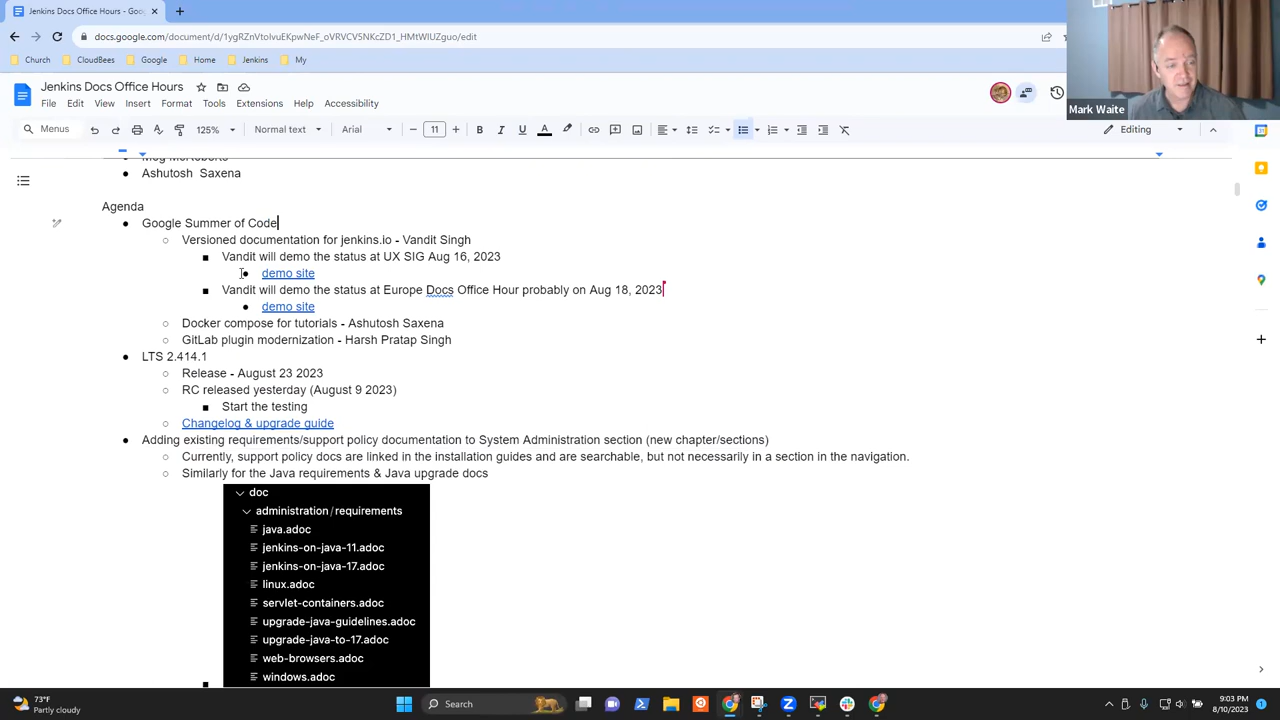 Jenkins Docs Office Hours - Goo
docs.google.com/document/d/1ygRZnVtoIvuEKpwNeF_oVRVCV5NKcZD1_HMtWIUZguo/edit
Church CloudBees Google Home Jenkins My
Jenkins Docs Office Hours
File Edit View Insert Format Tools Extensions Help Accessibility
Mark Waite
Menus 125% Normal text Arial 11 B I U A Editing
Meg McRoberts
Ashutosh Saxena
Agenda
Google Summer of Code
Versioned documentation for jenkins.io - Vandit Singh
Vandit will demo the status at UX SIG Aug 16, 2023
demo site
Vandit will demo the status at Europe Docs Office Hour probably on Aug 18, 2023
demo site
Docker compose for tutorials - Ashutosh Saxena
GitLab plugin modernization - Harsh Pratap Singh
LTS 2.414.1
Release - August 23 2023
RC released yesterday (August 9 2023)
Start the testing
Changelog & upgrade guide
Adding existing requirements/support policy documentation to System Administration section (new chapter/sections)
Currently, support policy docs are linked in the installation guides and are searchable, but not necessarily in a section in the navigation.
Similarly for the Java requirements & Java upgrade docs
doc
administration/requirements
java.adoc
jenkins-on-java-11.adoc
jenkins-on-java-17.adoc
linux.adoc
servlet-containers.adoc
upgrade-java-guidelines.adoc
upgrade-java-to-17.adoc
web-browsers.adoc
windows.adoc
73°F
Partly cloudy
Search
9:03 PM
8/10/2023